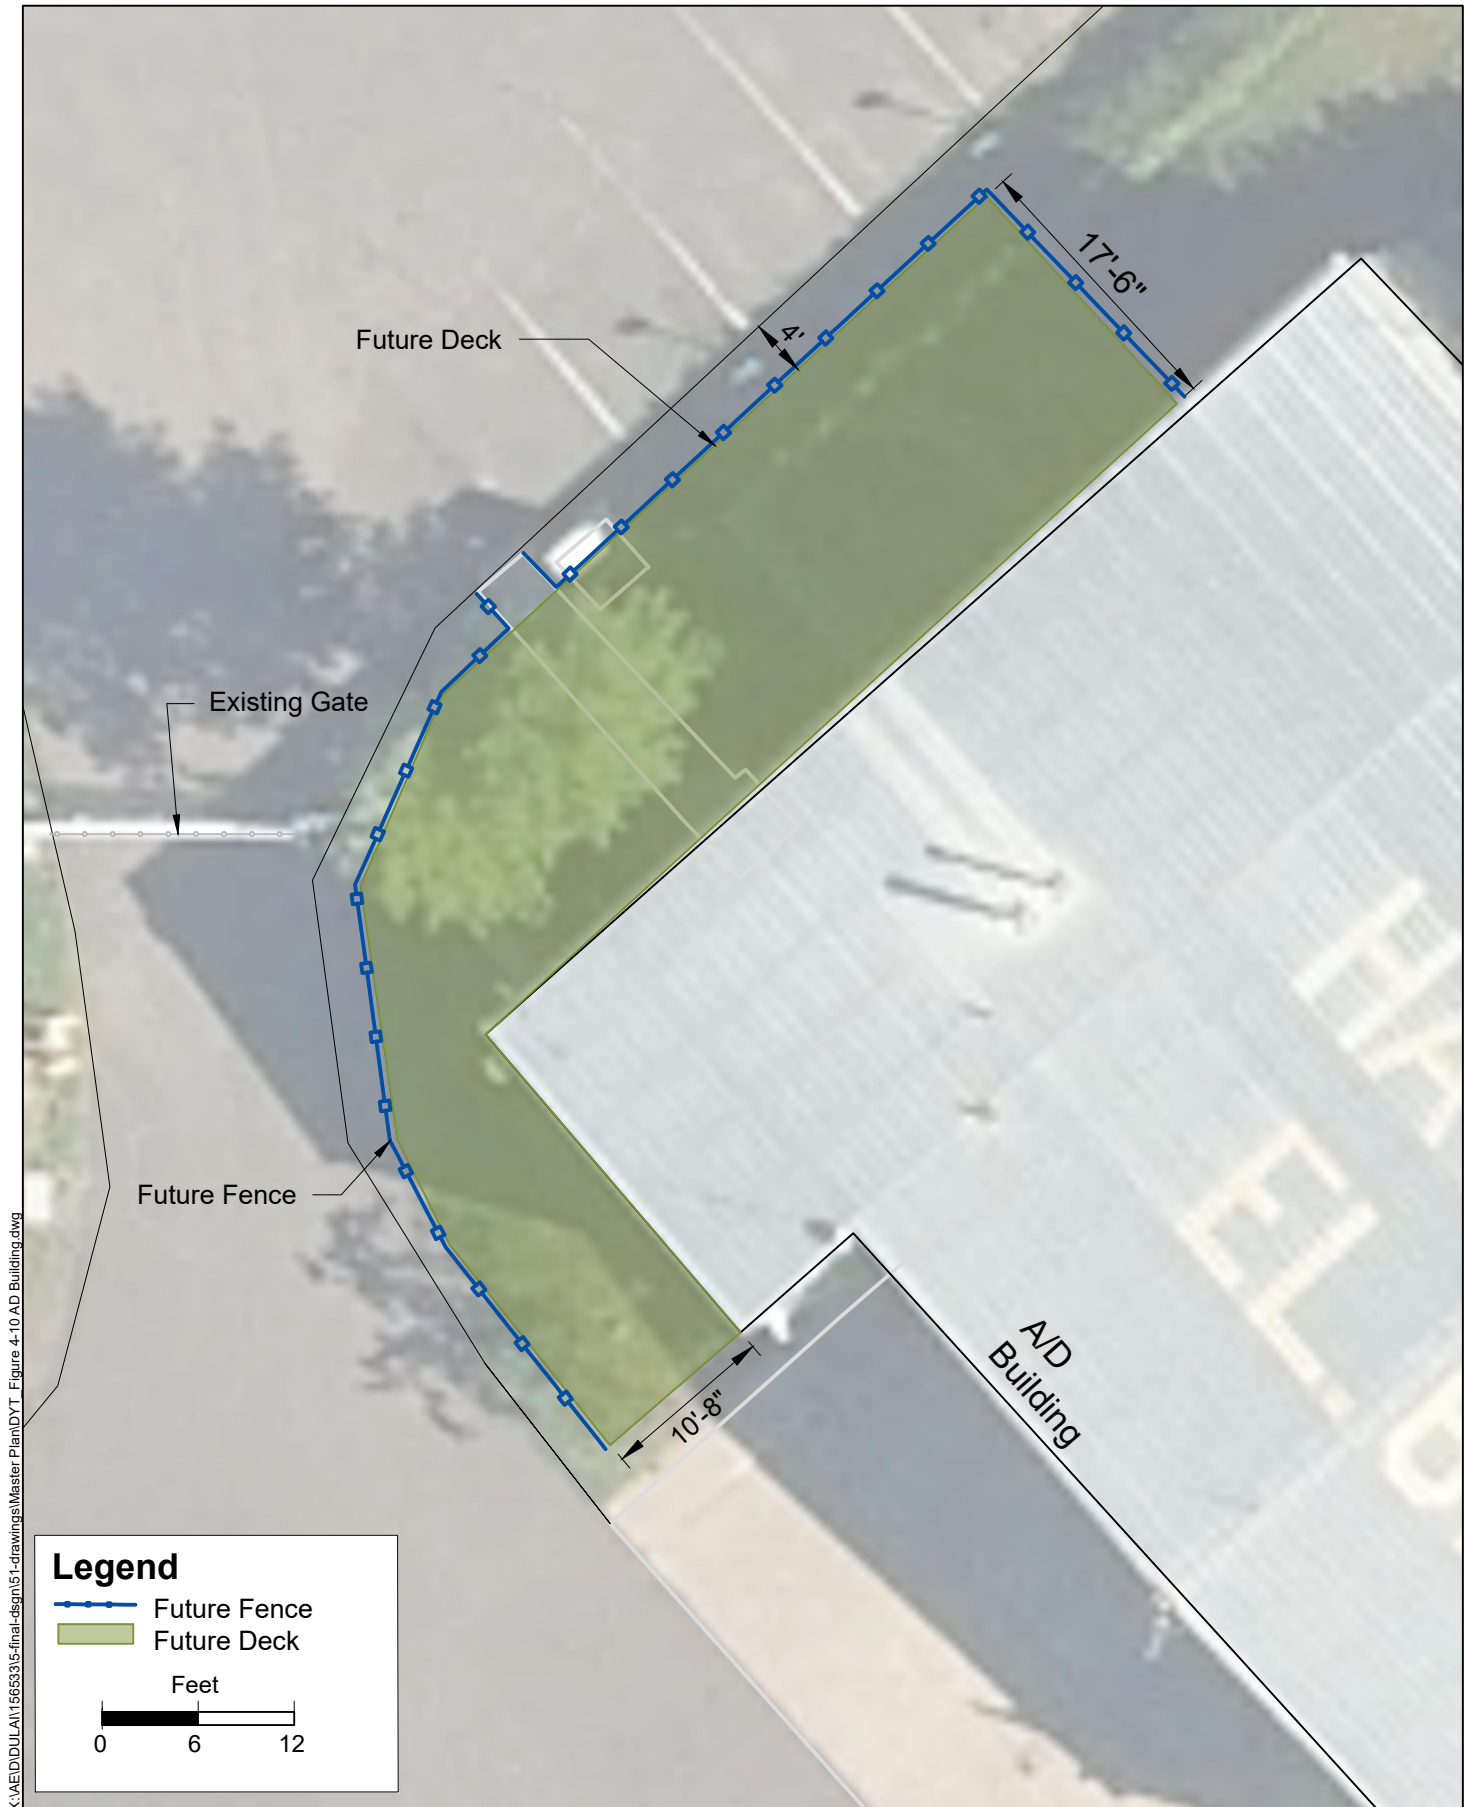 17'-6"
4'
Future Deck
Existing Gate
Future Fence
A/D
Building
10'-8"
Legend
Future Fence
Future Deck
Feet
0 6 12
K:\AE\D\DULAI\156533\5-final-dsgn\51-drawings\Master Plan\DYT_Figure 4-10 AD Building.dwg